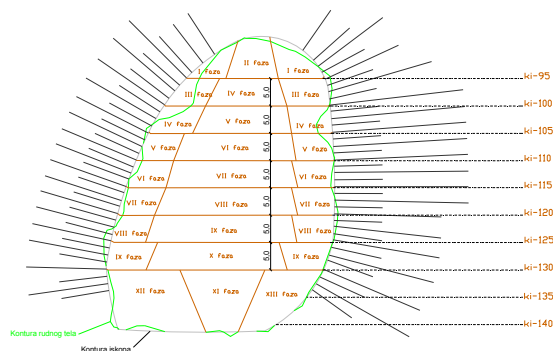 II faza
I faza
I faza
ki-95
III faza
IV faza
III faza
5.0
ki-100
IV faza
V faza
IV faza
5.0
ki-105
V faza
VI faza
V faza
5.0
ki-110
VI faza
VII faza
VI faza
5.0
ki-115
VII faza
VIII faza
VII faza
5.0
ki-120
VIII faza
IX faza
VIII faza
5.0
ki-125
IX faza
X faza
IX faza
5.0
ki-130
XII faza
XI faza
XIII faza
ki-135
ki-140
Kontura rudnog tela
Kontura iskopa